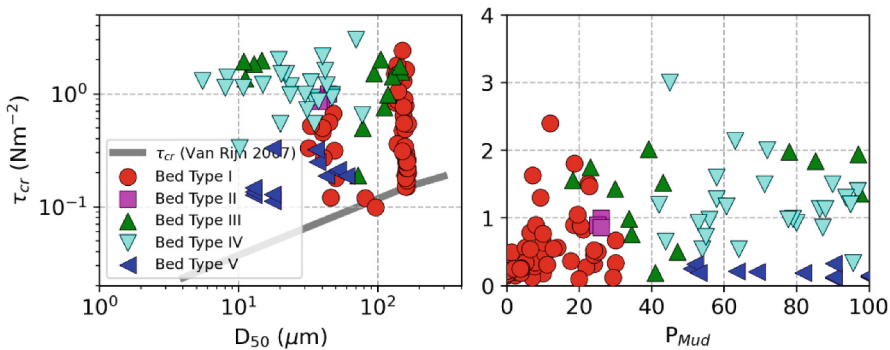 τcr (Nm⁻²)
10⁰
10⁻¹
τcr (Van Rijn 2007)
Bed Type I
Bed Type II
Bed Type III
Bed Type IV
Bed Type V
10⁰ 10¹ 10²
D₅₀ (μm)
4
3
2
1
0
0 20 40 60 80 100
P_Mud